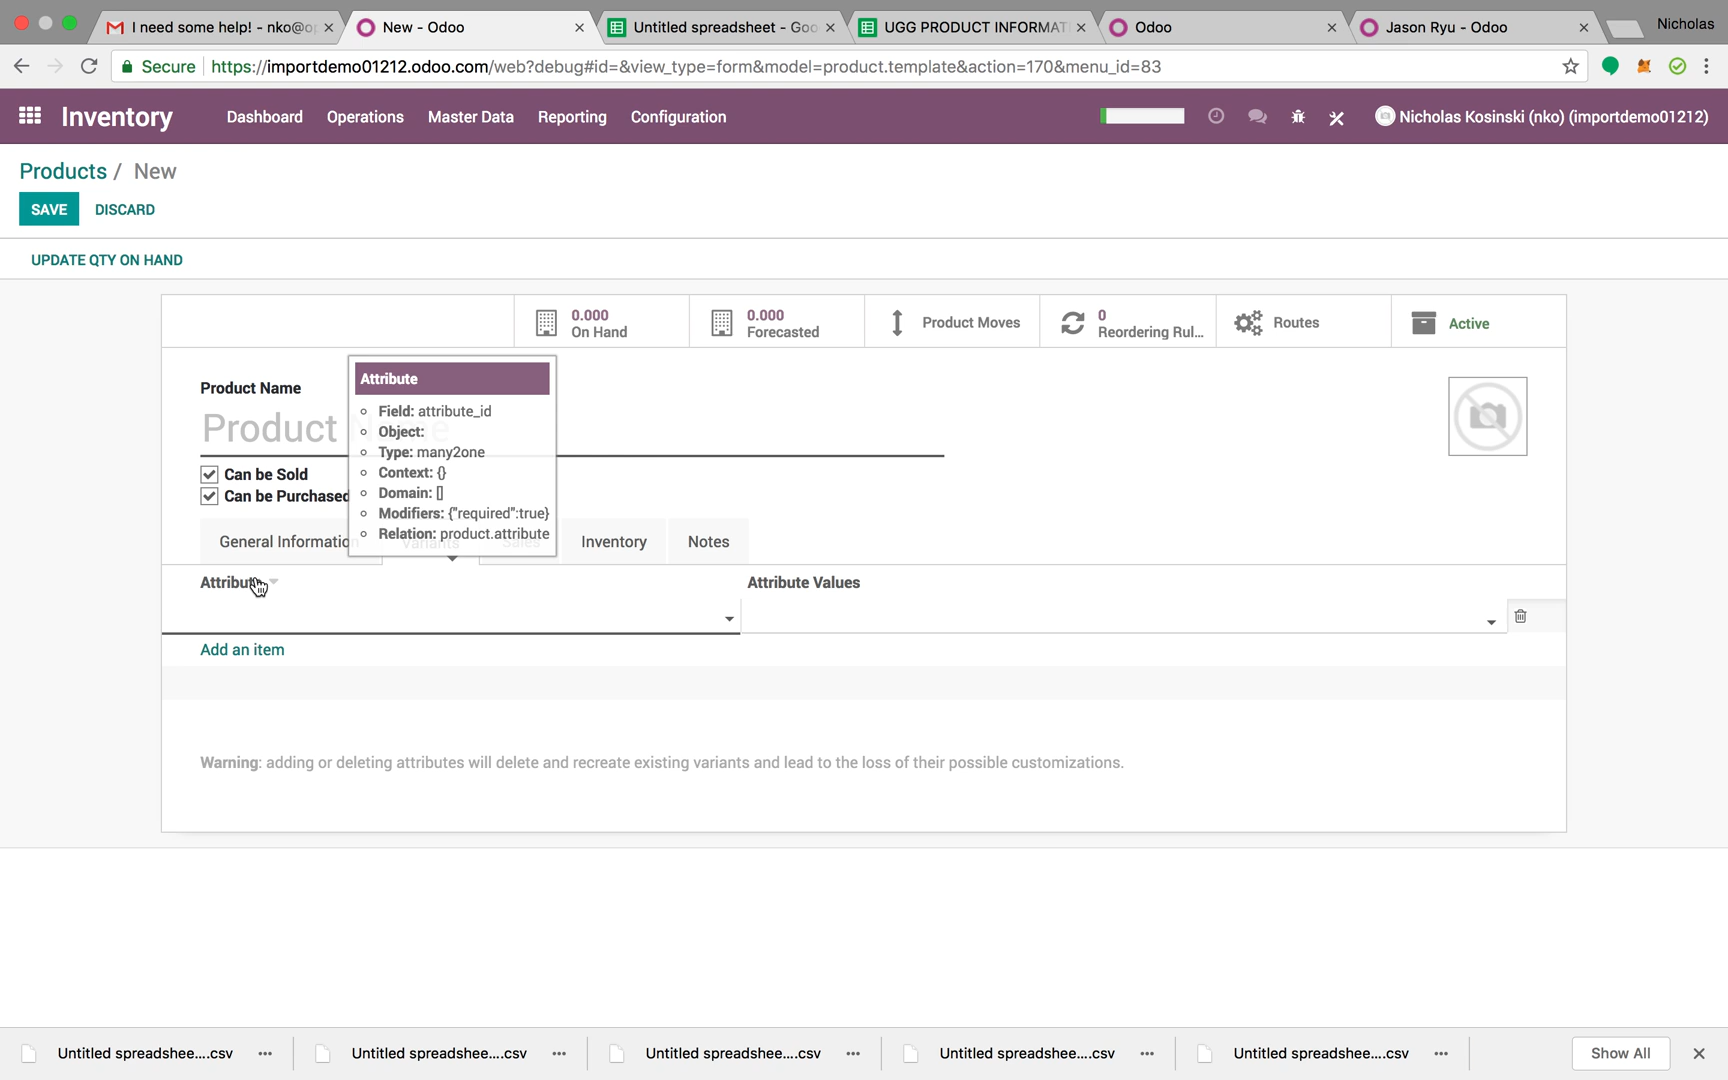 I need some help! - nko@o
New - Odoo
Untitled spreadsheet - Goo
UGG PRODUCT INFORMAT
Odoo
Jason Ryu - Odoo
Nicholas
Secure
https://importdemo01212.odoo.com/web?debug#id=&view_type=form&model=product.template&action=170&menu_id=83
Inventory
Dashboard
Operations
Master Data
Reporting
Configuration
Nicholas Kosinski (nko) (importdemo01212)
Products / New
SAVE
DISCARD
UPDATE QTY ON HAND
0.000
On Hand
0.000
Forecasted
Product Moves
0
Reordering Rul...
Routes
Active
Product Name
Product Name
Can be Sold
Can be Purchased
Attribute
Field: attribute_id
Object:
Type: many2one
Context: {}
Domain: []
Modifiers: {"required":true}
Relation: product.attribute
General Information
Variants
Sales
Inventory
Notes
Attribute
Attribute Values
Add an item
Warning: adding or deleting attributes will delete and recreate existing variants and lead to the loss of their possible customizations.
Untitled spreadshee....csv
Untitled spreadshee....csv
Untitled spreadshee....csv
Untitled spreadshee....csv
Untitled spreadshee....csv
Show All